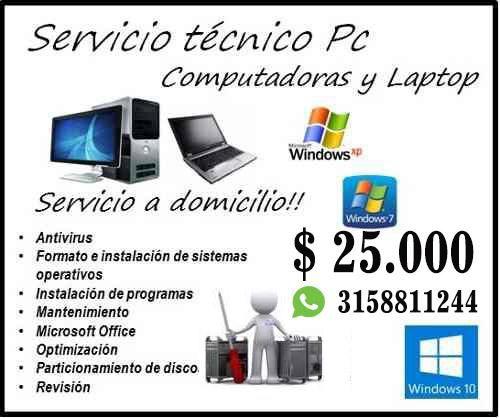 Servicio técnico Pc
Computadoras y Laptop
Microsoft
Windows xp
Servicio a domicilio!!
Windows 7
• Antivirus
• Formato e instalación de sistemas
operativos
• Instalación de programas
• Mantenimiento
• Microsoft Office
• Optimización
• Particionamiento de disco
• Revisión
$ 25.000
3158811244
Windows 10